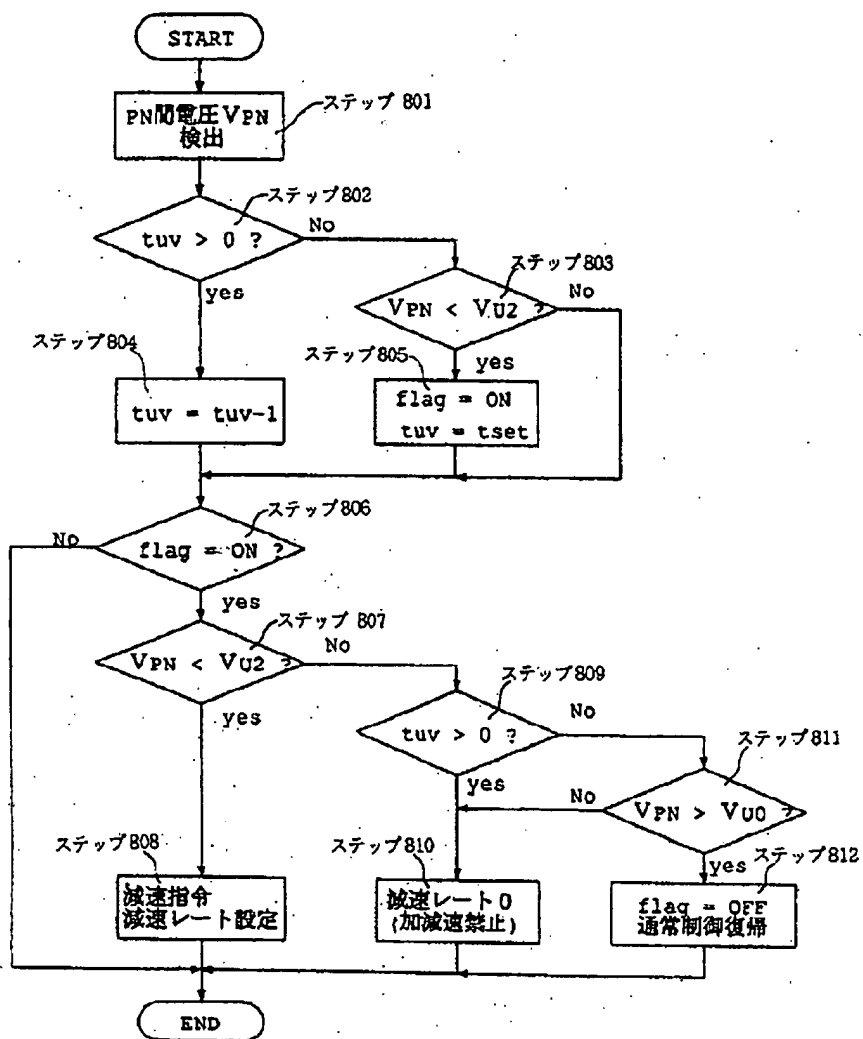 START
ステップ 801
PN間電圧VPN
検出
ステップ802
tuv > 0 ?
No
yes
ステップ803
VPN < VU2 ?
No
yes
ステップ804
tuv = tuv-1
ステップ805
flag = ON
tuv = tset
ステップ806
flag = ON ?
No
yes
ステップ 807
VPN < VU2 ?
No
yes
ステップ809
tuv > 0 ?
No
yes
ステップ811
VPN > VU0 ?
No
yes
ステップ808
減速指令
減速レート設定
ステップ810
減速レート0
(加減速禁止)
ステップ812
flag = OFF
通常制御復帰
END